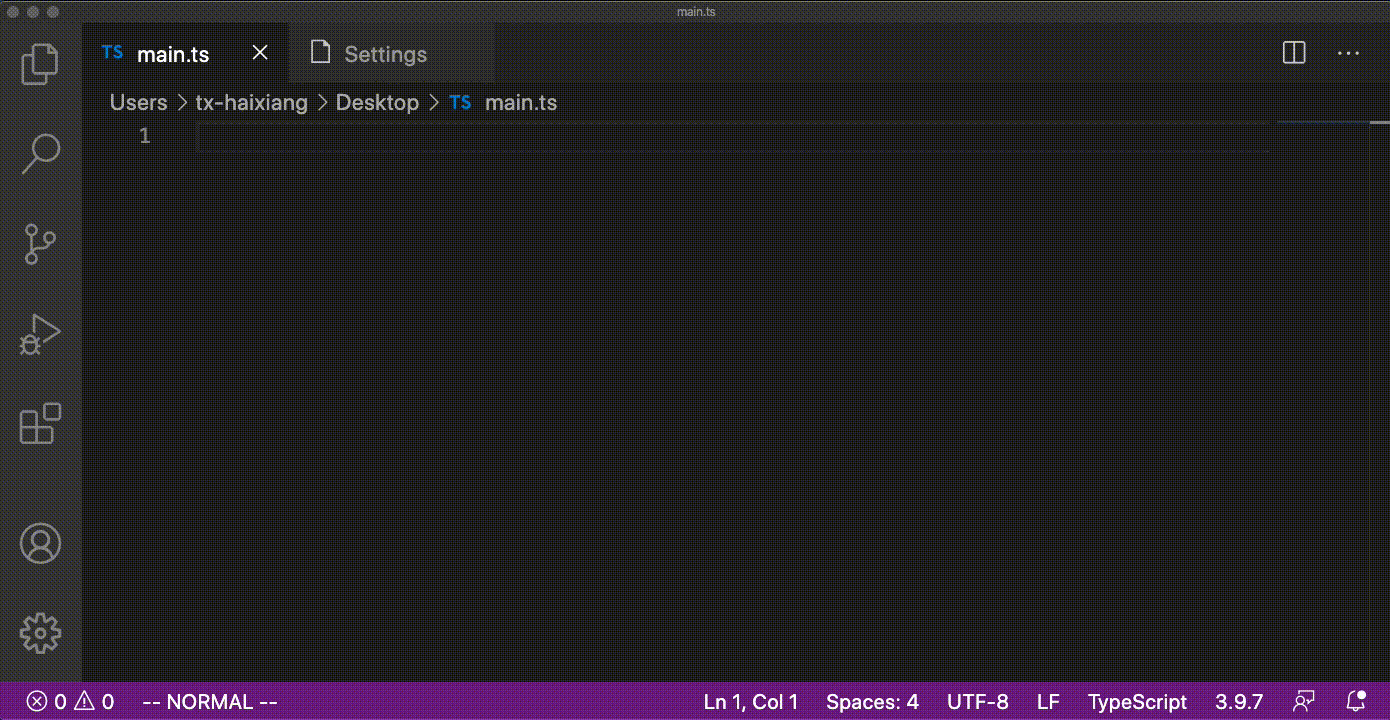 main.ts
TS main.ts Settings
Users > tx-haixiang > Desktop > TS main.ts
1
0 0 -- NORMAL -- Ln 1, Col 1 Spaces: 4 UTF-8 LF TypeScript 3.9.7